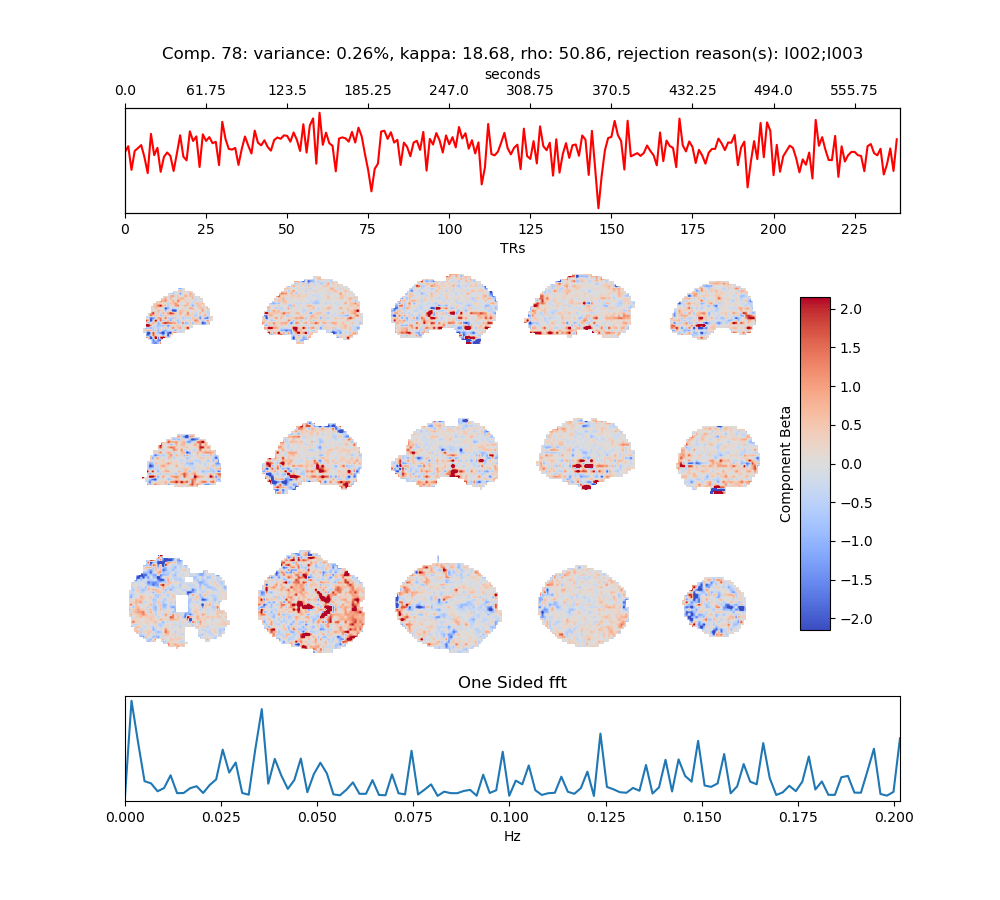 Comp. 78: variance: 0.26%, kappa: 18.68, rho: 50.86, rejection reason(s): I002;I003
seconds
0.0 61.75 123.5 185.25 247.0 308.75 370.5 432.25 494.0 555.75
0 25 50 75 100 125 150 175 200 225
TRs
2.0
1.5
1.0
0.5
0.0
−0.5
−1.0
−1.5
−2.0
Component Beta
One Sided fft
0.000 0.025 0.050 0.075 0.100 0.125 0.150 0.175 0.200
Hz